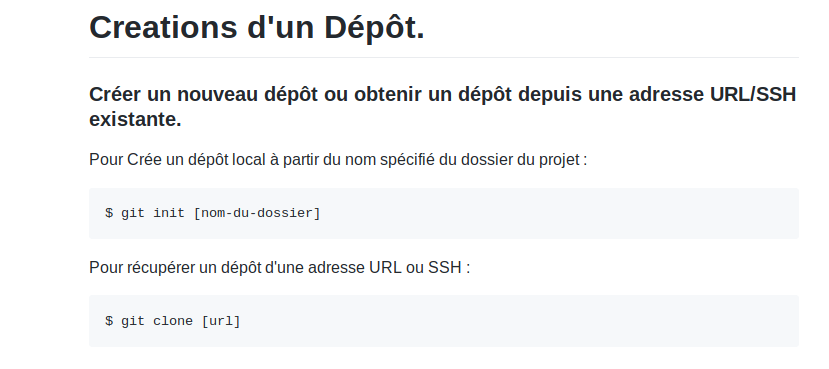 Creations d'un Dépôt.
Créer un nouveau dépôt ou obtenir un dépôt depuis une adresse URL/SSH
existante.
Pour Crée un dépôt local à partir du nom spécifié du dossier du projet :
$ git init [nom-du-dossier]
Pour récupérer un dépôt d'une adresse URL ou SSH :
$ git clone [url]